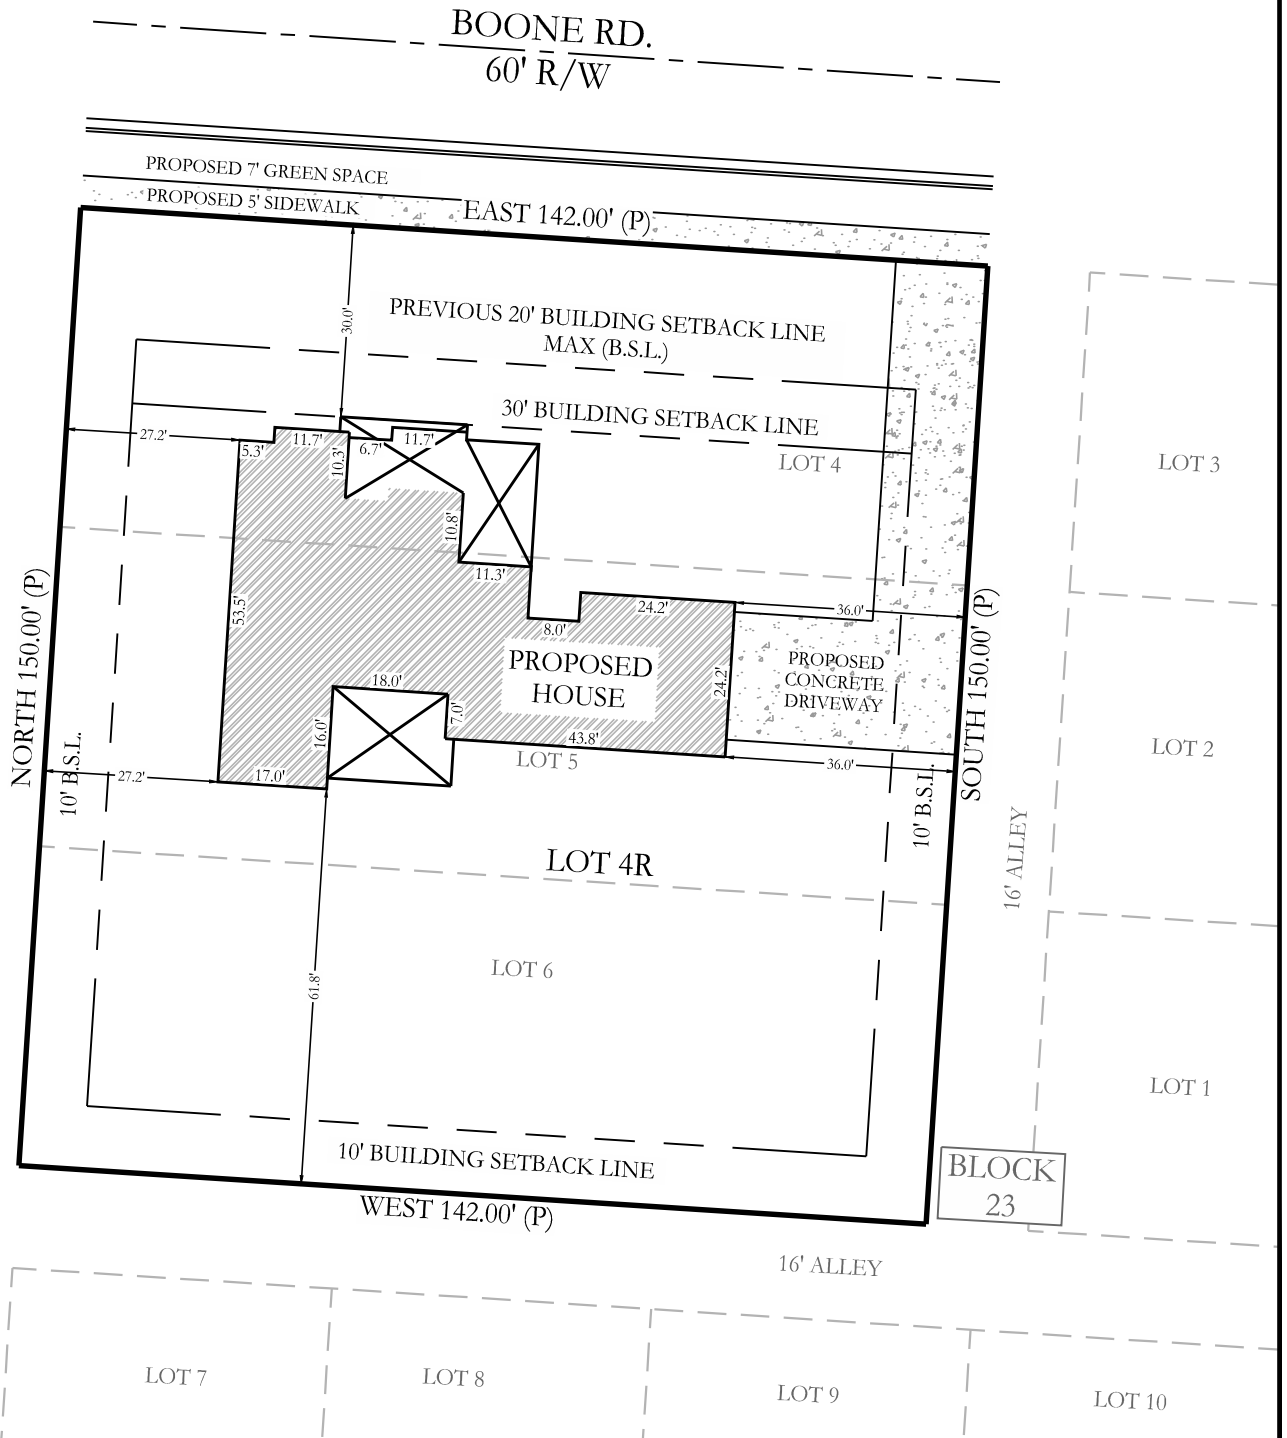 BOONE RD.
60' R/W
PROPOSED 7' GREEN SPACE
PROPOSED 5' SIDEWALK
EAST 142.00' (P)
30.0'
PREVIOUS 20' BUILDING SETBACK LINE
MAX (B.S.L.)
30' BUILDING SETBACK LINE
27.2'
5.3'
11.7'
10.3'
6.7'
11.7'
LOT 4
LOT 3
10.8'
11.3'
53.5'
8.0'
24.2'
36.0'
NORTH 150.00' (P)
SOUTH 150.00' (P)
PROPOSED
HOUSE
24.2'
PROPOSED
CONCRETE
DRIVEWAY
18.0'
16.0'
7.0'
43.8'
LOT 5
17.0'
27.2'
36.0'
10' B.S.L.
10' B.S.L.
LOT 2
16' ALLEY
LOT 4R
61.8'
LOT 6
LOT 1
10' BUILDING SETBACK LINE
BLOCK
23
WEST 142.00' (P)
16' ALLEY
LOT 7
LOT 8
LOT 9
LOT 10